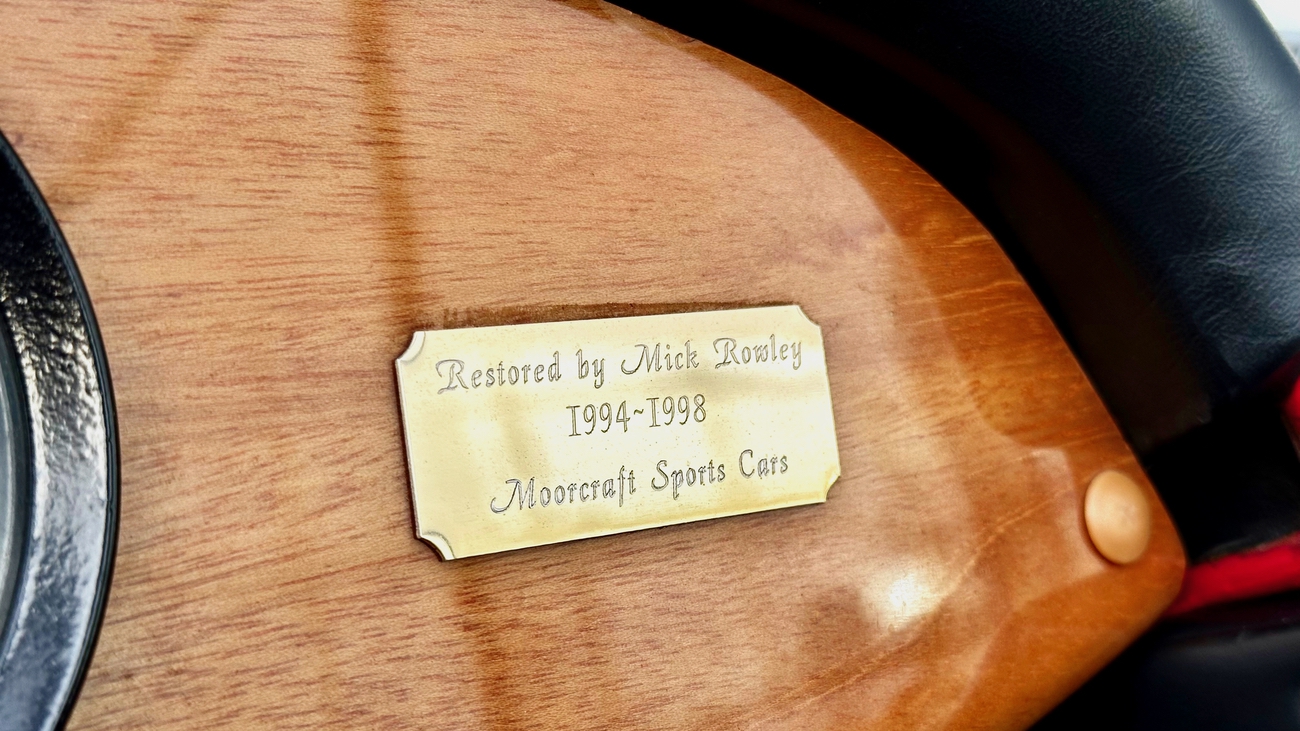 Restored by Mick Rowley
1994~1998
Moorcraft Sports Cars